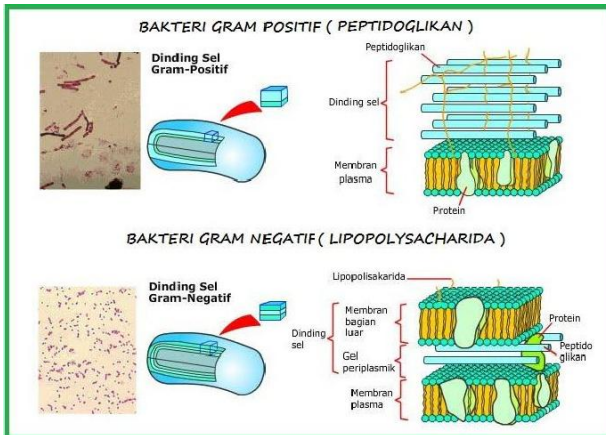 BAKTERI GRAM POSITIF ( PEPTIDOGLIKAN )
Dinding Sel
Gram-Positif
Peptidoglikan
Dinding sel
Membran
plasma
Protein
BAKTERI GRAM NEGATIF ( LIPOPOLYSACHARIDA )
Dinding Sel
Gram-Negatif
Lipopolisakarida
Dinding
sel
Membran
bagian
luar
Gel
periplasmik
Membran
plasma
Protein
Peptido
glikan